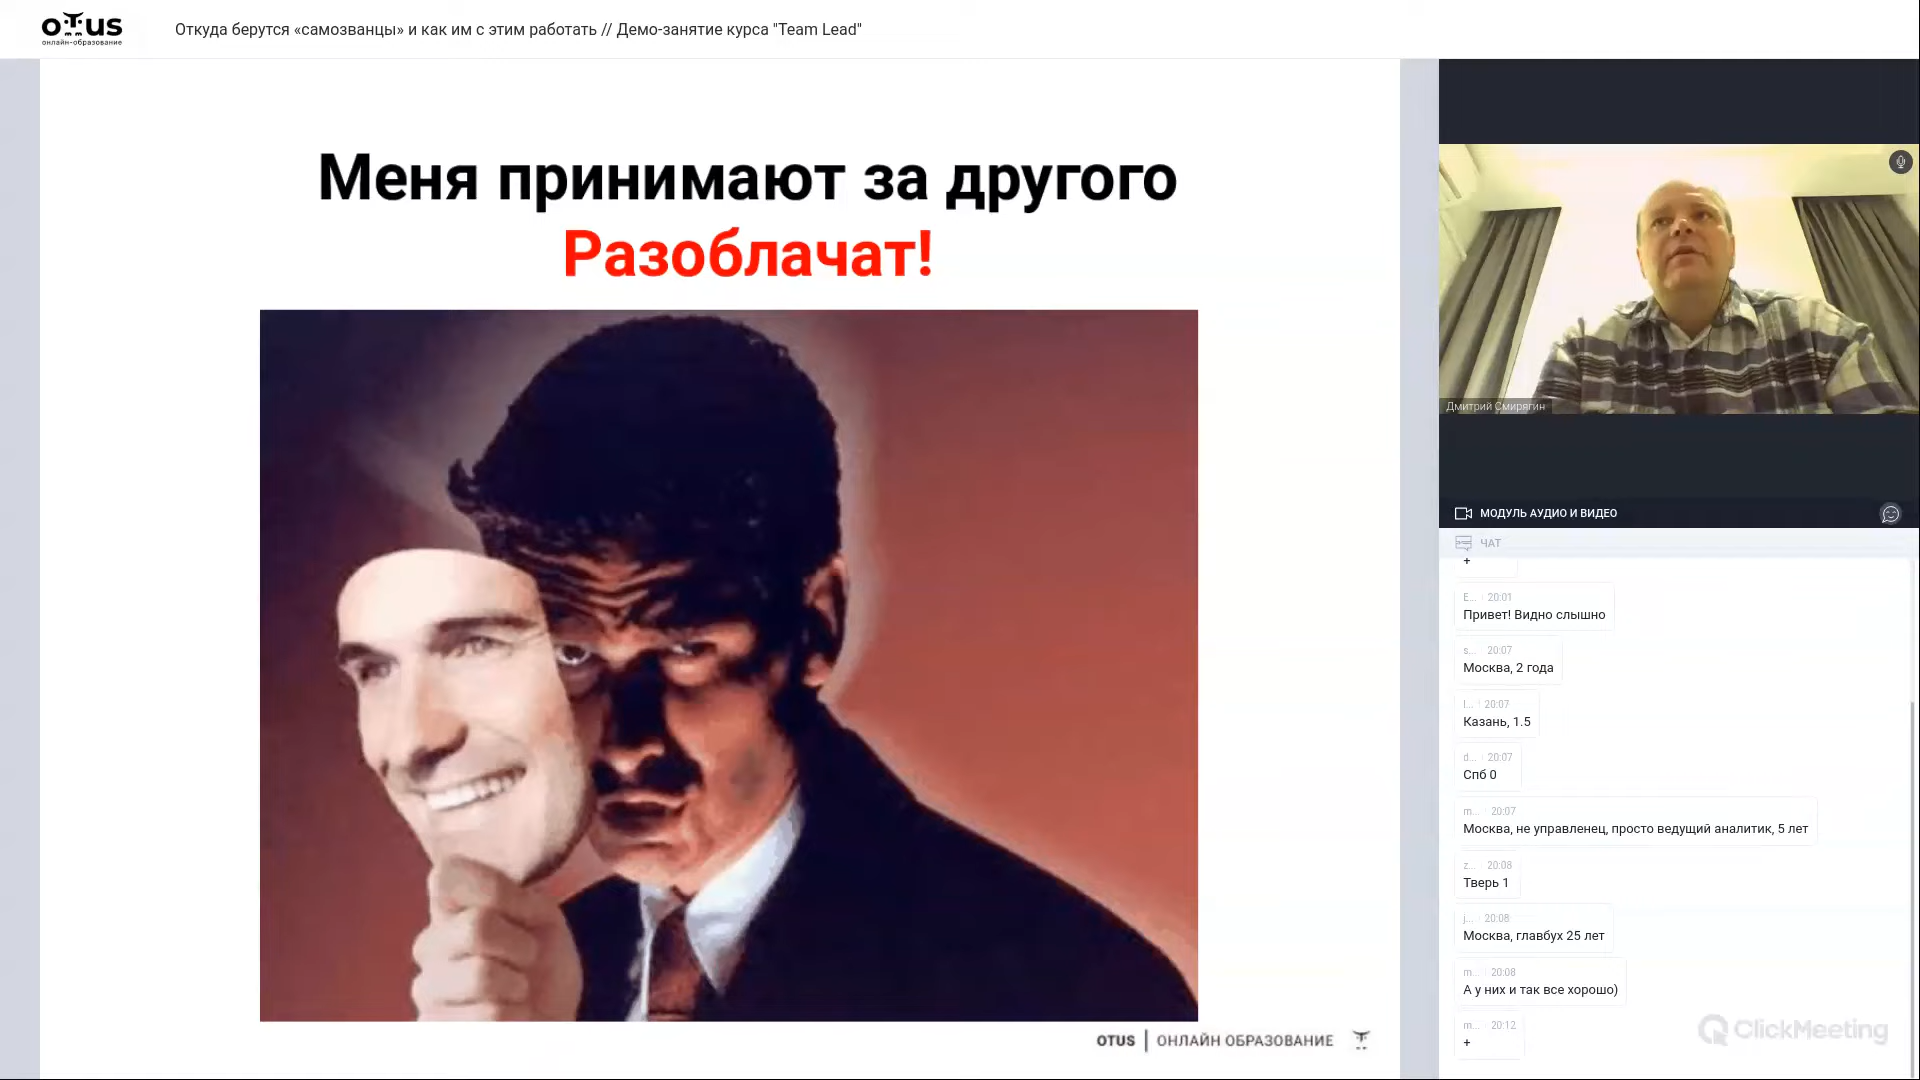 OTUS
онлайн-образование
Откуда берутся «самозванцы» и как им с этим работать // Демо-занятие курса "Team Lead"
Меня принимают за другого
Разоблачат!
OTUS | ОНЛАЙН ОБРАЗОВАНИЕ
Дмитрий Смирягин
МОДУЛЬ АУДИО И ВИДЕО
ЧАТ
+
E... 20:01
Привет! Видно слышно
s... 20:07
Москва, 2 года
l... 20:07
Казань, 1.5
d... 20:07
Спб 0
m... 20:07
Москва, не управленец, просто ведущий аналитик, 5 лет
z... 20:08
Тверь 1
j... 20:08
Москва, главбух 25 лет
m... 20:08
А у них и так все хорошо)
m... 20:12
+
ClickMeeting